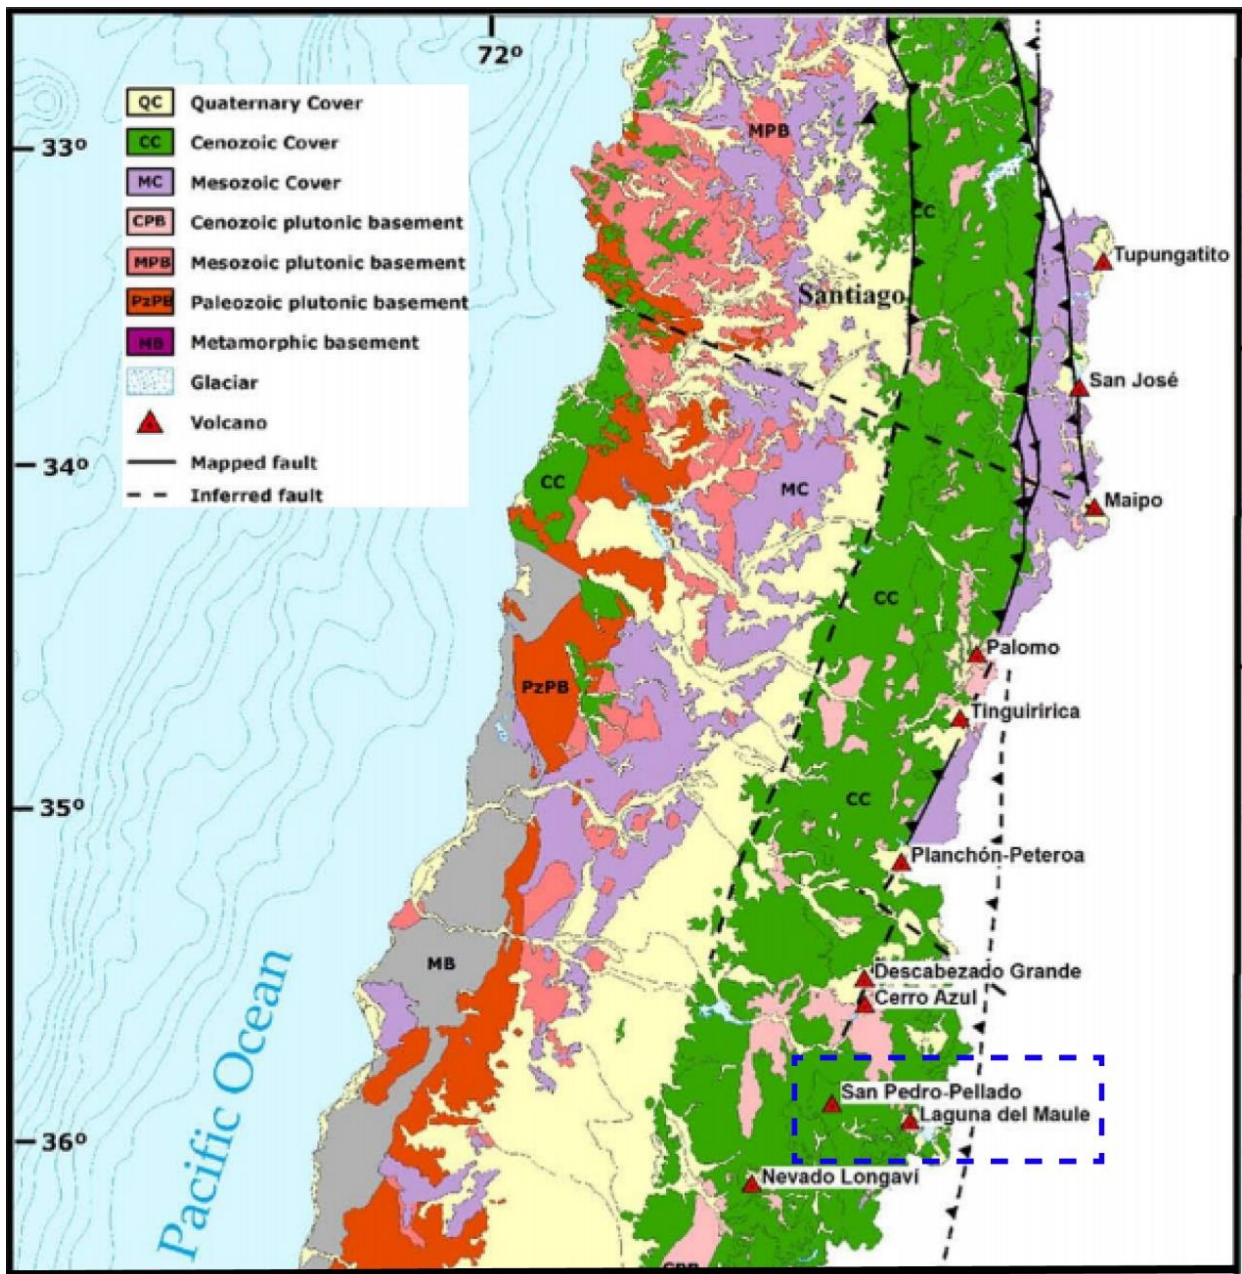 72º
QC Quaternary Cover
CC Cenozoic Cover
MC Mesozoic Cover
CPB Cenozoic plutonic basement
MPB Mesozoic plutonic basement
PzPB Paleozoic plutonic basement
MB Metamorphic basement
Glaciar
Volcano
Mapped fault
Inferred fault
33º
MPB
CC
Tupungatito
Santiago
San José
34º
CC
MC
Maipo
CC
Palomo
PzPB
Tinguiririca
35º
CC
Planchón-Peteroa
MB
Descabezado Grande
Cerro Azul
Pacific Ocean
San Pedro-Pellado
Laguna del Maule
36º
Nevado Longaví
CPB